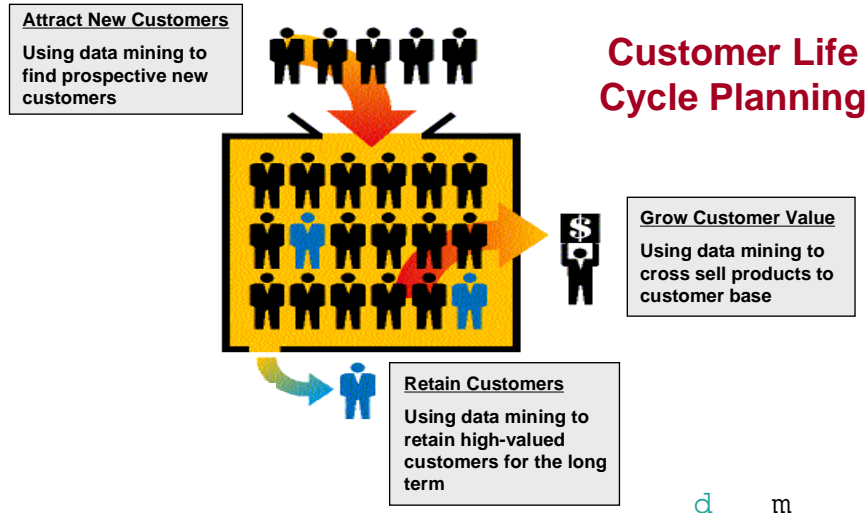 Attract New Customers
Using data mining to
find prospective new
customers
Customer Life
Cycle Planning
$
Grow Customer Value
Using data mining to
cross sell products to
customer base
Retain Customers
Using data mining to
retain high-valued
customers for the long
term
d m